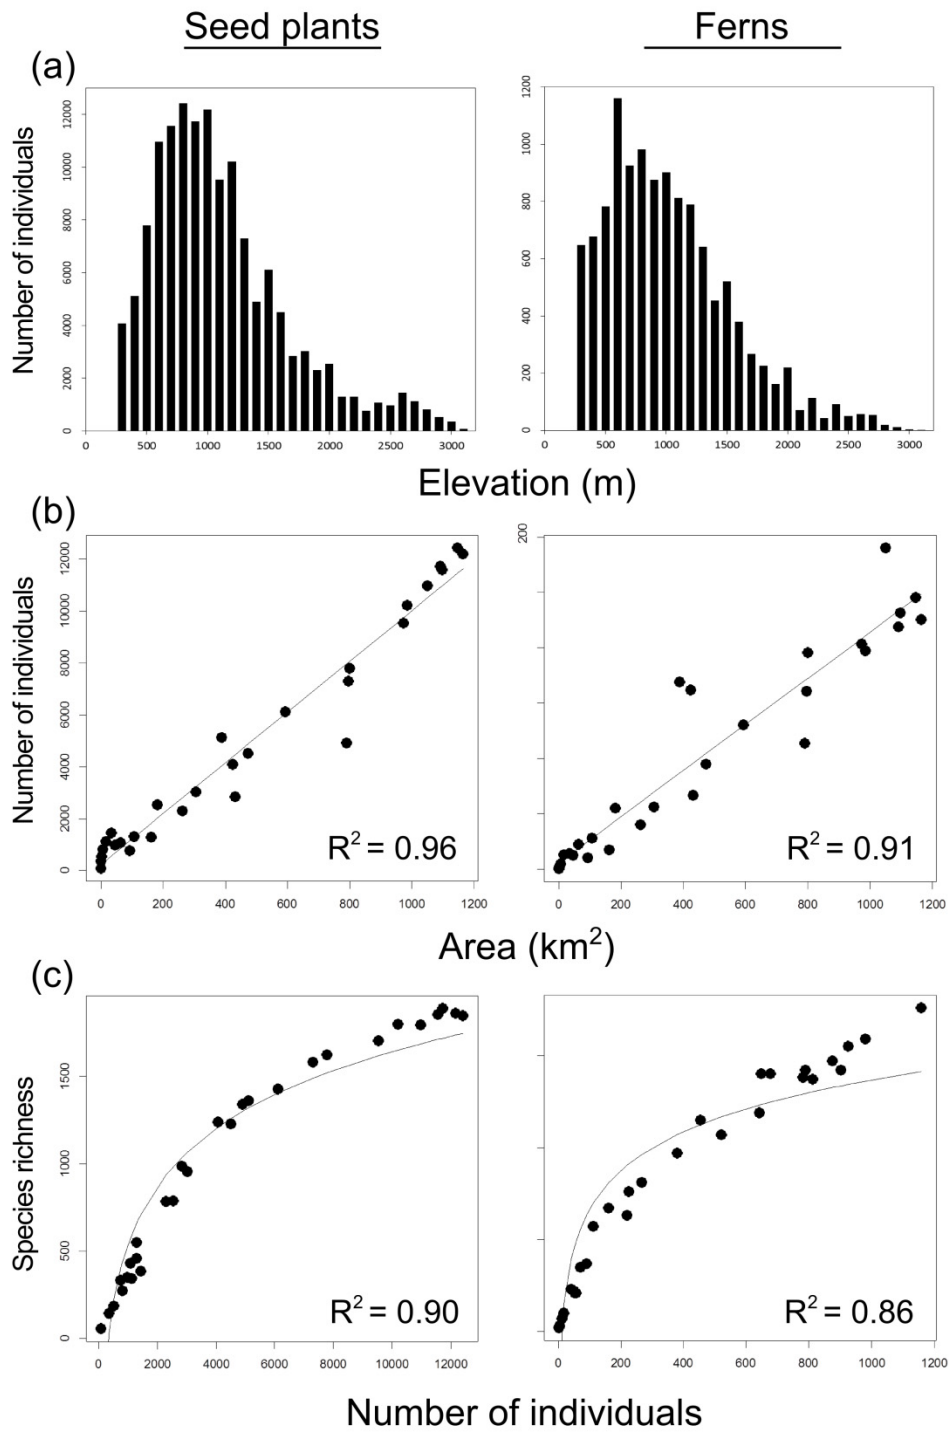 Seed plants
Ferns
(a)
Number of individuals
0 2000 4000 6000 8000 10000 12000
0 500 1000 1500 2000 2500 3000
0 200 400 600 800 1000 1200
0 500 1000 1500 2000 2500 3000
Elevation (m)
(b)
Number of individuals
0 2000 4000 6000 8000 10000 12000
R² = 0.96
0 200 400 600 800 1000 1200
200
R² = 0.91
0 200 400 600 800 1000 1200
Area (km²)
(c)
Species richness
0 500 1000 1500
R² = 0.90
0 2000 4000 6000 8000 10000 12000
R² = 0.86
0 200 400 600 800 1000 1200
Number of individuals